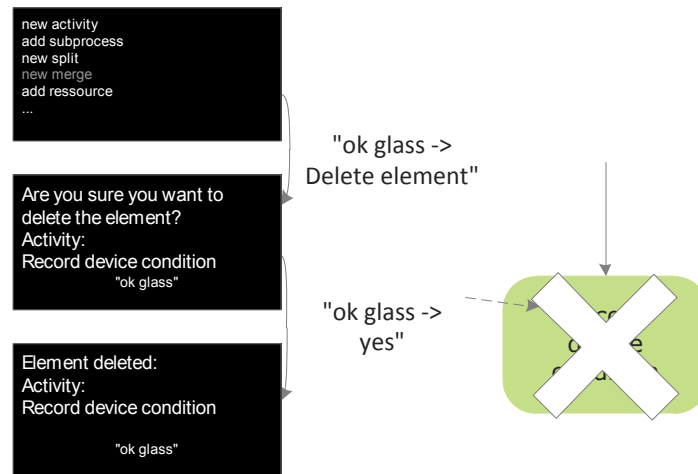 new activity
add subprocess
new split
new merge
add ressource
...
"ok glass ->
Delete element"
Are you sure you want to
delete the element?
Activity:
Record device condition
"ok glass"
"ok glass ->
yes"
Element deleted:
Activity:
Record device condition
"ok glass"